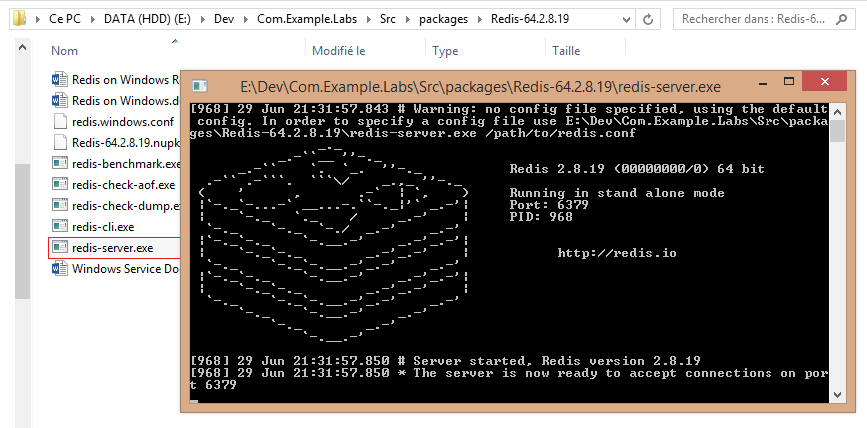 Ce PC › DATA (HDD) (E:) › Dev › Com.Example.Labs › Src › packages › Redis-64.2.8.19
Rechercher dans : Redis-6...
Nom Modifié le Type Taille
Redis on Windows R
Redis on Windows.d
redis.windows.conf
Redis-64.2.8.19.nupk
redis-benchmark.exe
redis-check-aof.exe
redis-check-dump.ex
redis-cli.exe
redis-server.exe
Windows Service Do
E:\Dev\Com.Example.Labs\Src\packages\Redis-64.2.8.19\redis-server.exe
[968] 29 Jun 21:31:57.843 # Warning: no config file specified, using the default
config. In order to specify a config file use E:\Dev\Com.Example.Labs\Src\packa
ges\Redis-64.2.8.19\redis-server.exe /path/to/redis.conf
Redis 2.8.19 (00000000/0) 64 bit
Running in stand alone mode
Port: 6379
PID: 968
http://redis.io
[968] 29 Jun 21:31:57.850 # Server started, Redis version 2.8.19
[968] 29 Jun 21:31:57.850 * The server is now ready to accept connections on por
t 6379